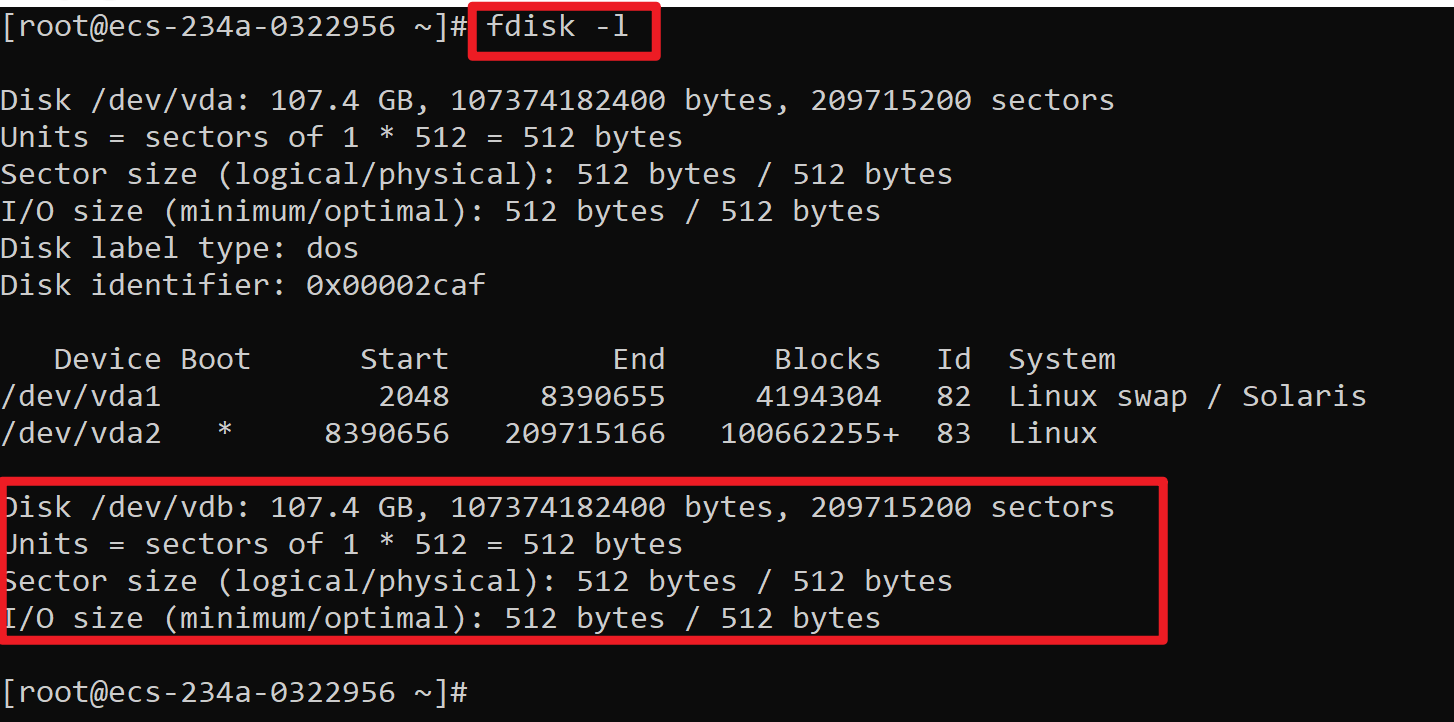 [root@ecs-234a-0322956 ~]# fdisk -l
Disk /dev/vda: 107.4 GB, 107374182400 bytes, 209715200 sectors
Units = sectors of 1 * 512 = 512 bytes
Sector size (logical/physical): 512 bytes / 512 bytes
I/O size (minimum/optimal): 512 bytes / 512 bytes
Disk label type: dos
Disk identifier: 0x00002caf
   Device Boot      Start         End      Blocks   Id  System
/dev/vda1            2048     8390655     4194304   82  Linux swap / Solaris
/dev/vda2   *     8390656   209715166   100662255+  83  Linux
Disk /dev/vdb: 107.4 GB, 107374182400 bytes, 209715200 sectors
Units = sectors of 1 * 512 = 512 bytes
Sector size (logical/physical): 512 bytes / 512 bytes
I/O size (minimum/optimal): 512 bytes / 512 bytes
[root@ecs-234a-0322956 ~]#